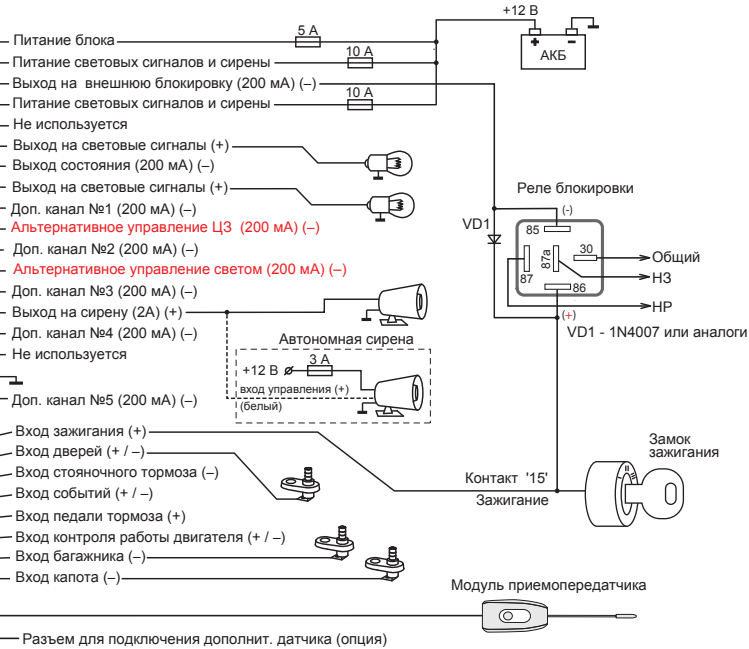 +12 В
5 А
Питание блока
10 А
Питание световых сигналов и сирены
+ –
АКБ
Выход на внешнюю блокировку (200 мА) (–)
10 А
Питание световых сигналов и сирены
Не используется
Выход на световые сигналы (+)
Выход состояния (200 мА) (–)
Выход на световые сигналы (+)
Реле блокировки
Доп. канал №1 (200 мА) (–)
(-)
VD1
85
Альтернативное управление ЦЗ (200 мА) (–)
Доп. канал №2 (200 мА) (–)
30
87a
Общий
Альтернативное управление светом (200 мА) (–)
87
НЗ
86
Доп. канал №3 (200 мА) (–)
НР
Выход на сирену (2А) (+)
(+)
Доп. канал №4 (200 мА) (–)
VD1 - 1N4007 или аналоги
Автономная сирена
Не используется
3 А
+12 В
вход управления (+)
(белый)
Доп. канал №5 (200 мА) (–)
Вход зажигания (+)
Вход дверей (+ / –)
Замок
зажигания
Вход стояночного тормоза (–)
Контакт '15'
Зажигание
Вход событий (+ / –)
Вход педали тормоза (+)
Вход контроля работы двигателя (+ / –)
Вход багажника (–)
Вход капота (–)
Модуль приемопередатчика
Разъем для подключения дополнит. датчика (опция)